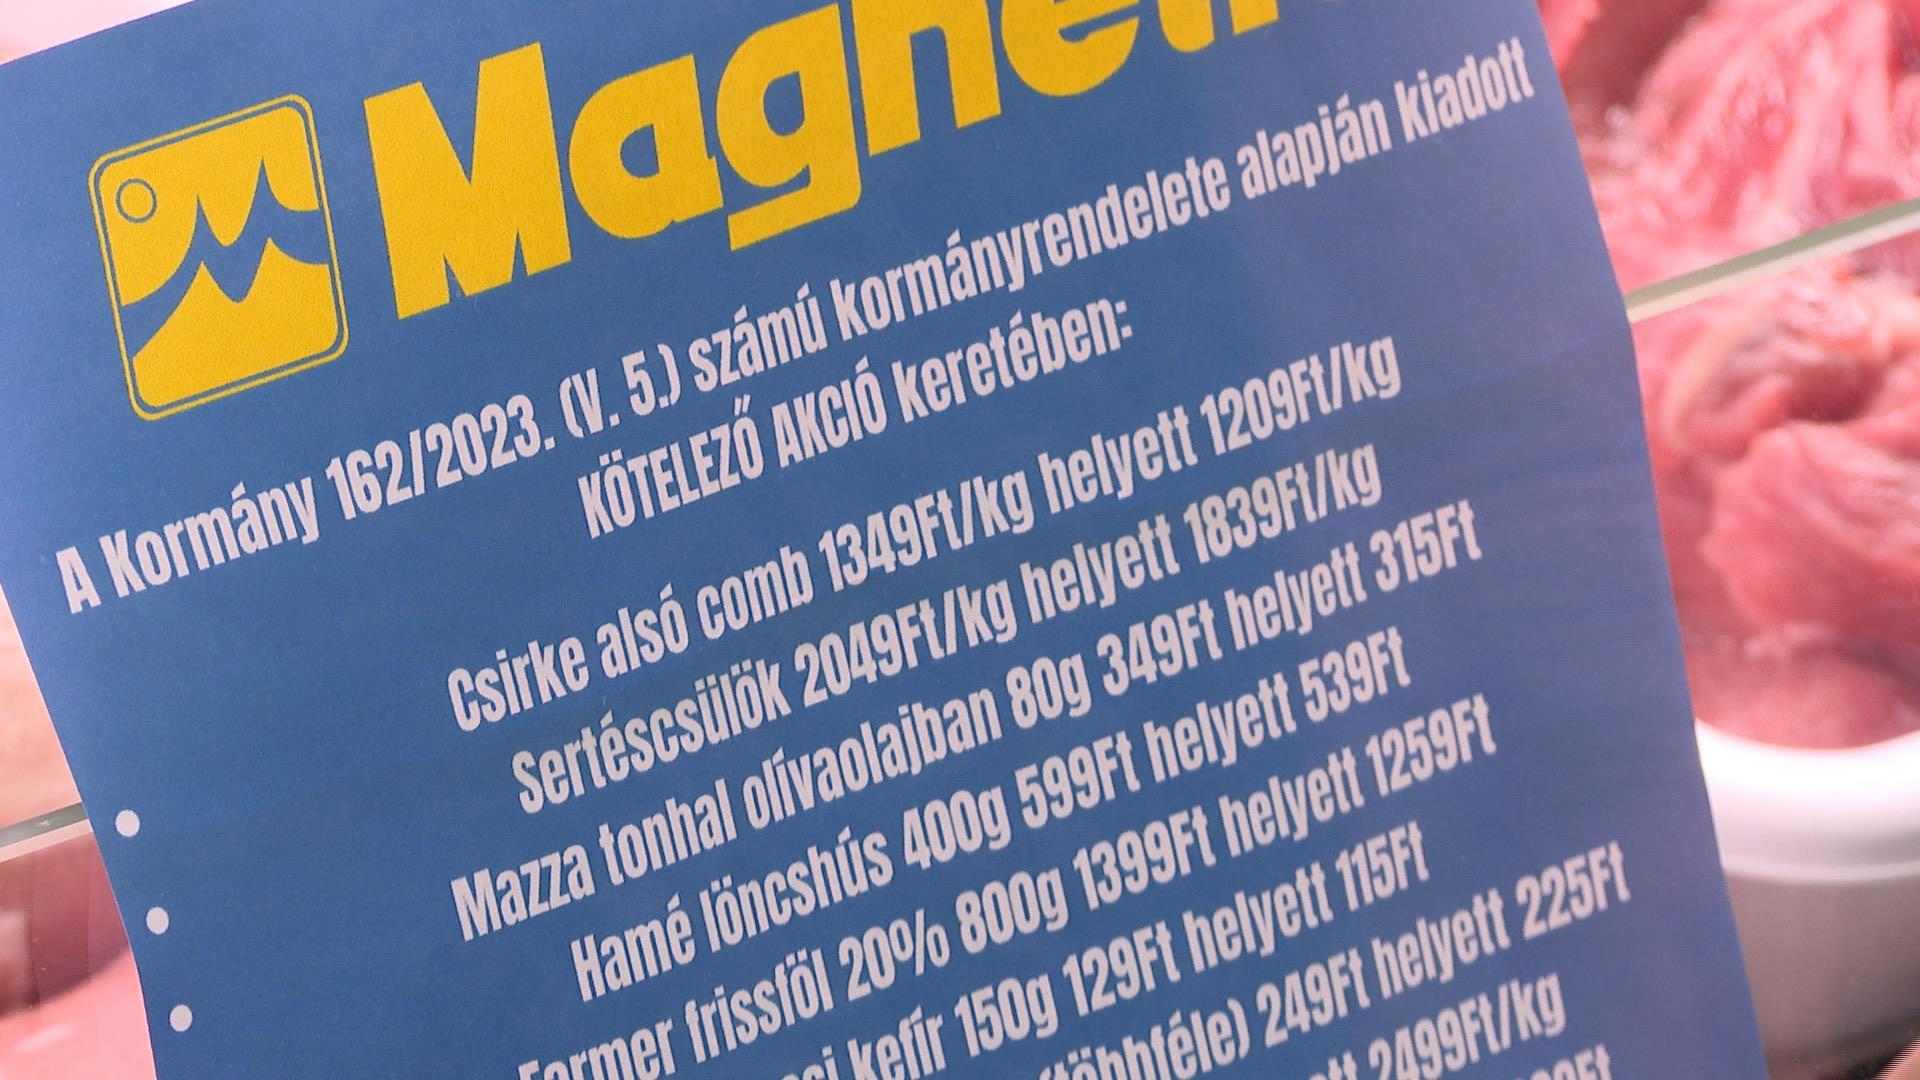 A Kormány 162/2023. (V. 5.) számú kormányrendelete alapján kiadott
KÖTELEZŐ AKCIÓ keretében:
Csirke alsó comb 1349Ft/kg helyett 1209Ft/kg
Sertéscsülök 2049Ft/kg helyett 1839Ft/kg
Mazza tonhal olívaolajban 80g 349Ft helyett 315Ft
Hamé löncshús 400g 599Ft helyett 539Ft
Farmer frissföl 20% 800g 1399Ft helyett 1259Ft
kefír 150g 129Ft helyett 115Ft
(többféle) 249Ft helyett 225Ft
2499Ft/kg